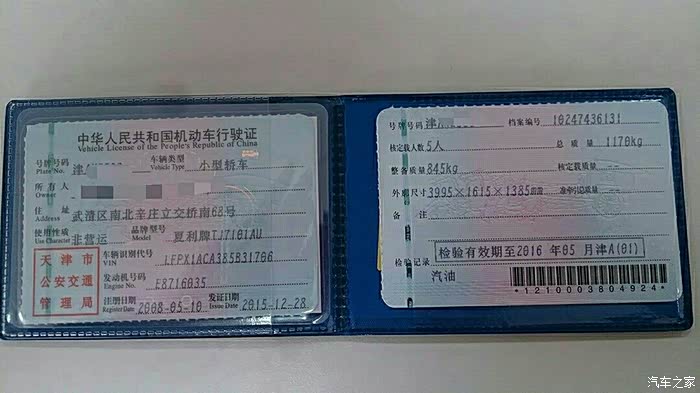 中华人民共和国机动车行驶证
Vehicle License of the People's Republic of China
号牌号码 津A 车辆类型 小型轿车
Plate No. Vehicle Type
所有人
Owner
住址 武清区南北辛庄立交桥南68号
Address
使用性质 非营运 品牌型号 夏利牌TJ7101AU
Use Character Model
天津市
公安交通
管理局
车辆识别代号 LFPX1ACA385B31706
VIN
发动机号码 E8716035
Engine No.
注册日期 2008-05-10 发证日期 2015-12-28
Register Date Issue Date
号牌号码 津 档案编号 10247436131
核定载人数 5人 总质量 1170kg
整备质量 845kg 核定载质量
外廓尺寸 3995×1615×1385 准牵引总质量
备注
检验有效期至2016年05月津A(01)
检验记录
汽油
*1210003804924*
汽车之家